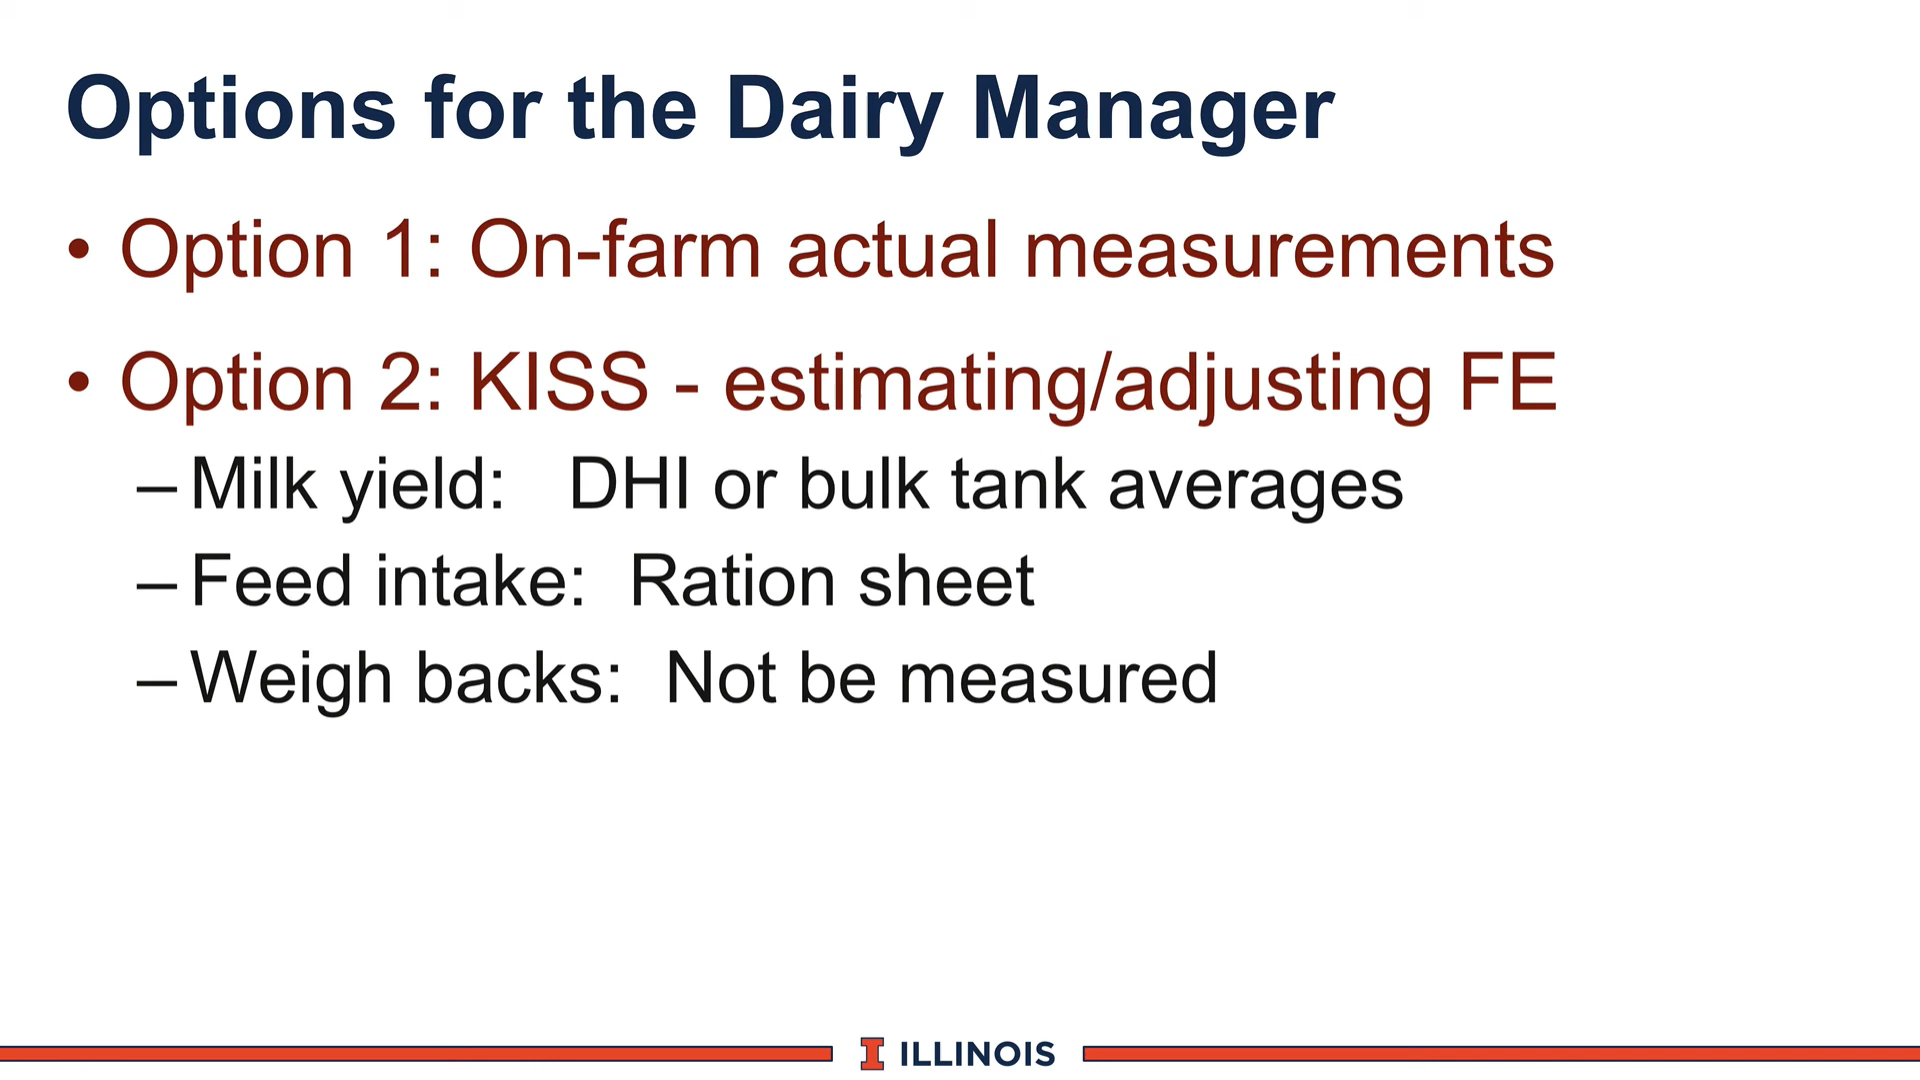 Options for the Dairy Manager
• Option 1: On-farm actual measurements
• Option 2: KISS - estimating/adjusting FE
– Milk yield: DHI or bulk tank averages
– Feed intake: Ration sheet
– Weigh backs: Not be measured
I ILLINOIS